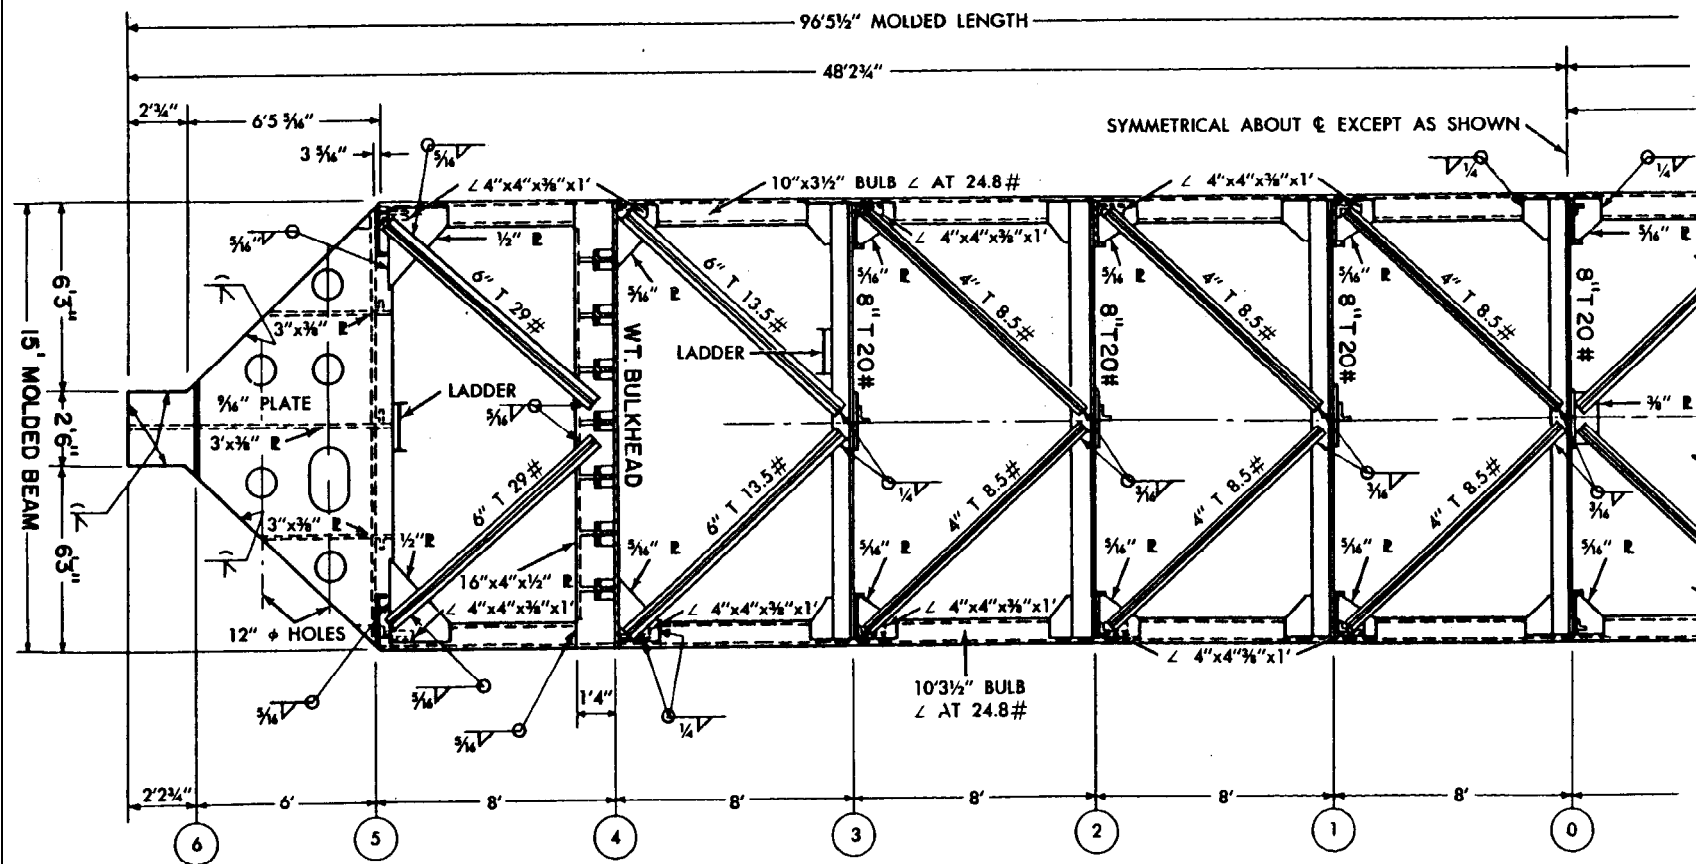 96'5½" MOLDED LENGTH
48'2¾"
2'¾"
6'5 5/16"
3 5/16"
SYMMETRICAL ABOUT ℄ EXCEPT AS SHOWN
5/16
∠ 4"x4"x⅜"x1'
10"x3½" BULB ∠ AT 24.8#
∠ 4"x4"x⅜"x1'
¼
¼
5/16"
½" ℞
∠ 4"x4"x⅜"x1'
5/16" ℞
5/16" ℞
5/16 ℞
5/16" ℞
5/16" ℞
6" T 29#
6" T 13.5#
4" T 8.5#
4" T 8.5#
4" T 8.5#
8" T 20#
8" T20#
8" T20#
8" T 20#
6'3"
15' MOLDED BEAM
2'6"
6'3"
3"x⅜" ℞
WT. BULKHEAD
LADDER
LADDER
9/16" PLATE
5/16
⅜" ℞
3'x⅜" ℞
6" T 29#
6" T 13.5#
4" T 8.5#
4" T 8.5#
4" T 8.5#
¼
3/16
3/16
3/16
3"x⅜" ℞
½" ℞
5/16" ℞
5/16" ℞
5/16" ℞
5/16" ℞
5/16" ℞
16"x4"x½" ℞
12" ϕ HOLES
∠ 4"x4"x⅜"x1'
∠ 4"x4"x⅜"x1'
∠ 4"x4"x⅜"x1'
∠ 4"x4"⅜"x1'
5/16
5/16
5/16
1'4"
¼
10'3½" BULB
∠ AT 24.8#
2'2¾"
6'
8'
8'
8'
8'
8'
6
5
4
3
2
1
0